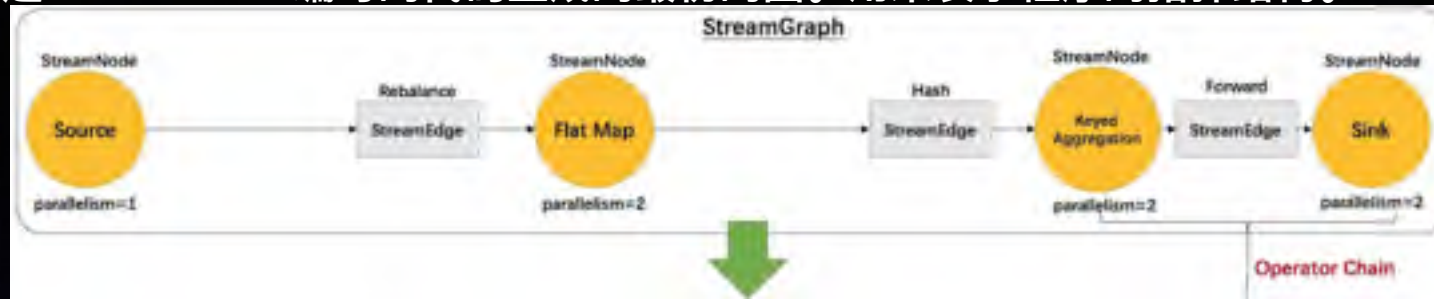 StreamGraph
StreamNode
StreamNode
StreamNode
StreamNode
Rebalance
Hash
Forward
Source
StreamEdge
Flat Map
StreamEdge
Keyed
Aggregation
StreamEdge
Sink
parallelism=1
parallelism=2
parallelism=2
parallelism=2
Operator Chain